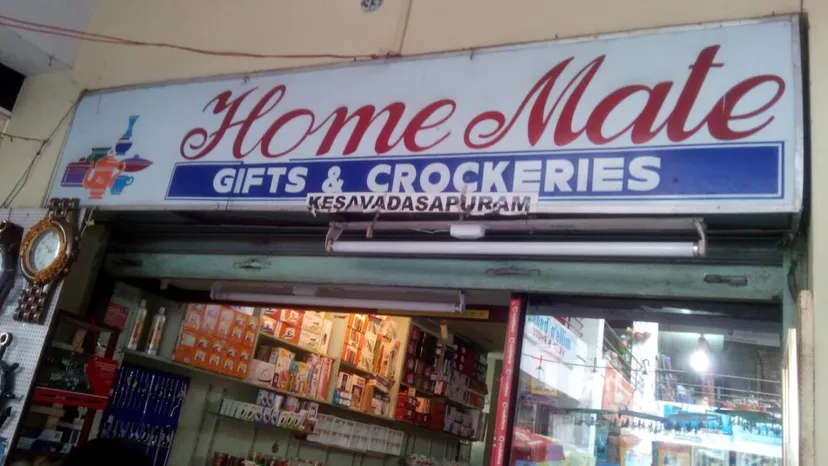 Home Mate
GIFTS & CROCKERIES
KESAVADASAPURAM